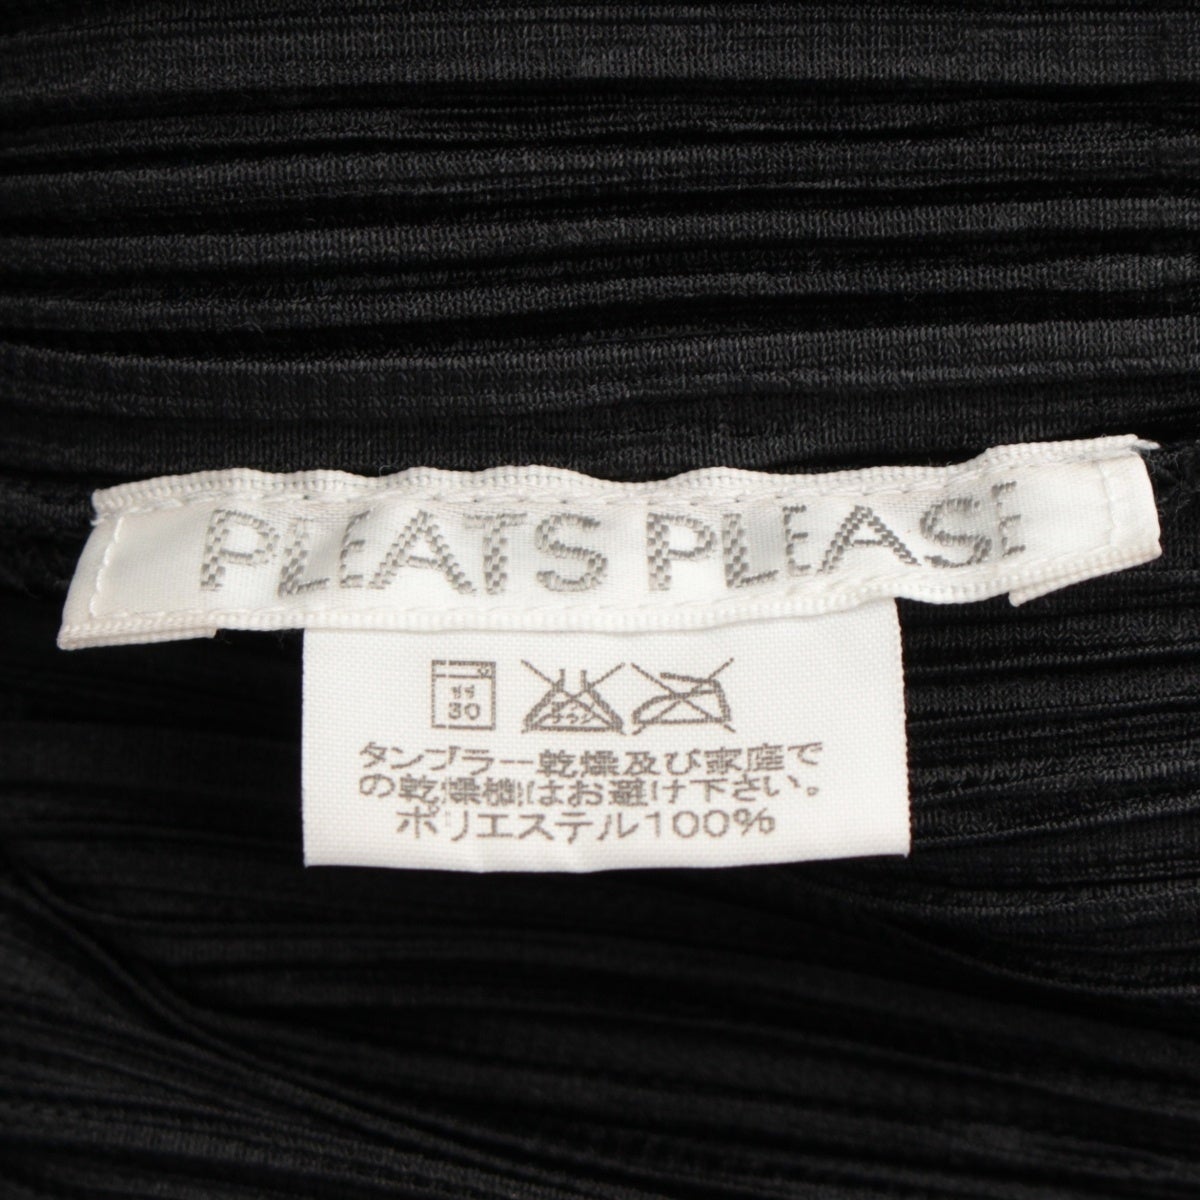 PLEATS PLEASE
30
タンブラー乾燥及び家庭で
の乾燥機はお避け下さい。
ポリエステル100%